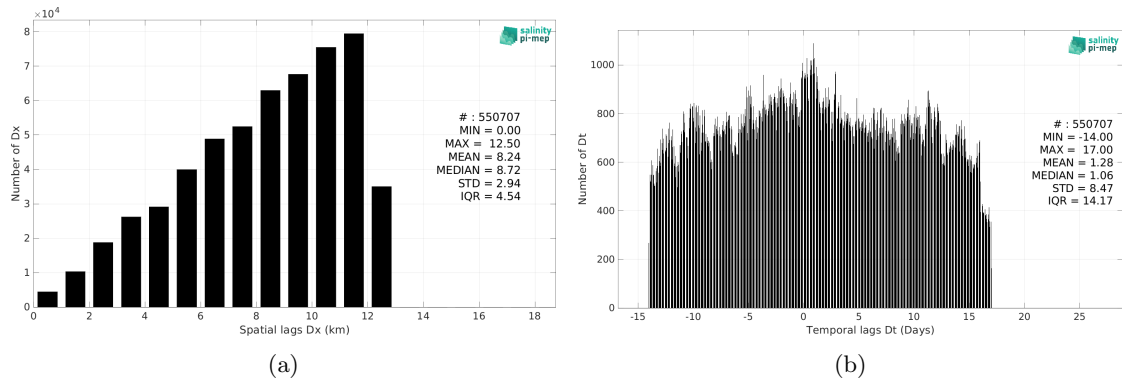 ×10⁴
8
7
6
5
4
3
2
1
0
Number of Dx
0 2 4 6 8 10 12 14 16 18
Spatial lags Dx (km)
salinity
pi-mep
# : 550707
MIN = 0.00
MAX = 12.50
MEAN = 8.24
MEDIAN = 8.72
STD = 2.94
IQR = 4.54
(a)
1000
800
600
400
200
0
Number of Dt
-15 -10 -5 0 5 10 15 20 25
Temporal lags Dt (Days)
salinity
pi-mep
# : 550707
MIN = -14.00
MAX = 17.00
MEAN = 1.28
MEDIAN = 1.06
STD = 8.47
IQR = 14.17
(b)